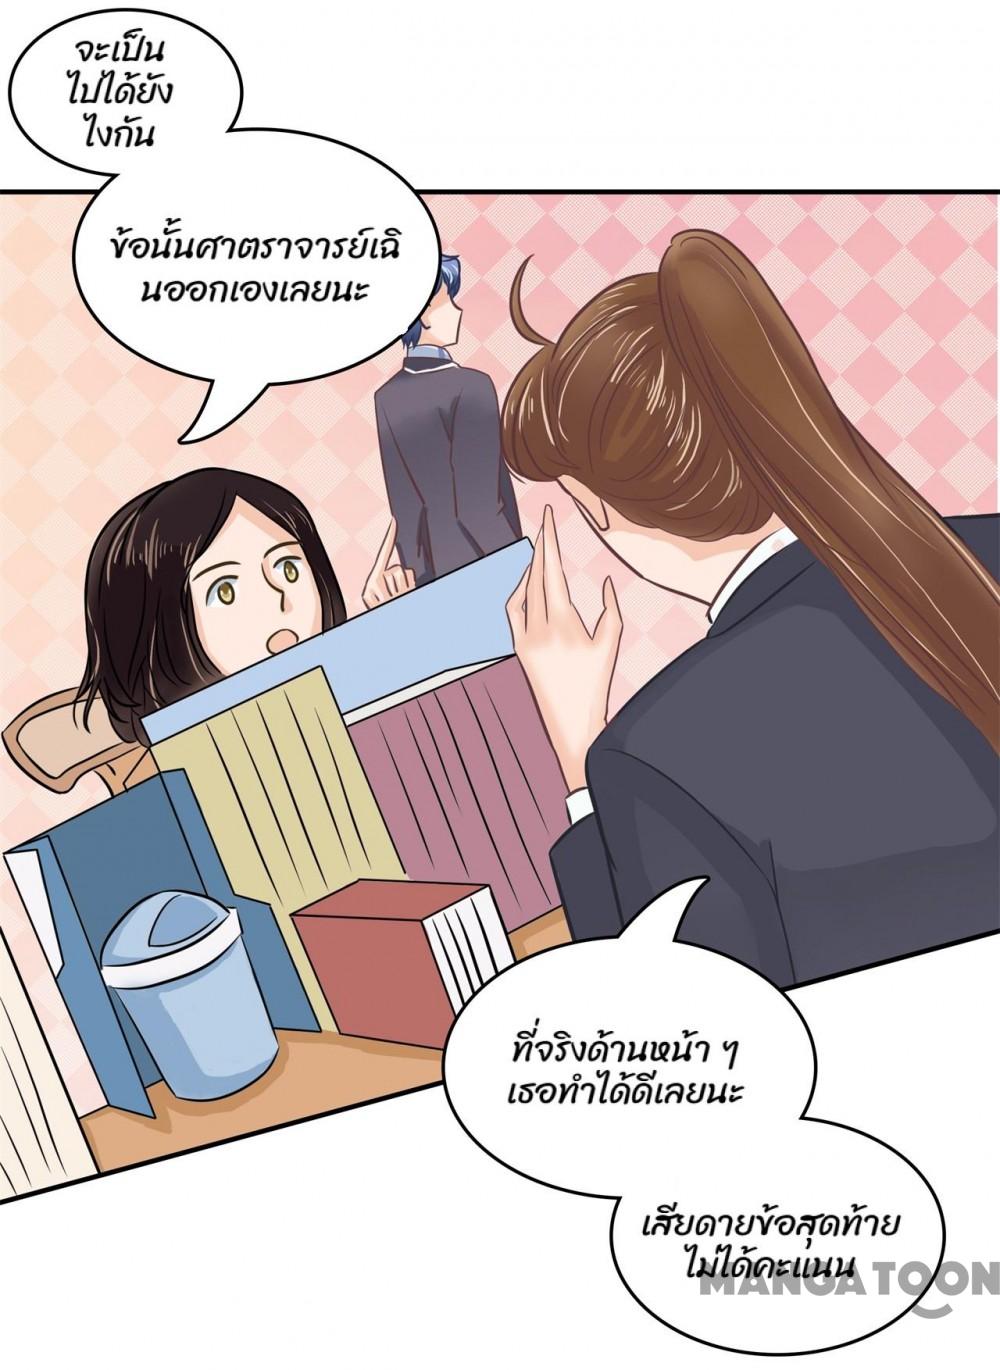 จะเป็น
ไปได้ยัง
ไงกัน
ข้อนั้นศาตราจารย์เฉิ
นออกเองเลยนะ
ที่จริงด้านหน้า ๆ
เธอทำได้ดีเลยนะ
เสียดายข้อสุดท้าย
ไม่ได้คะแนน
MANGATOON